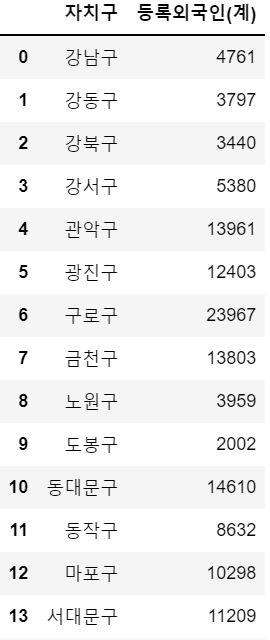 자치구 등록외국인(계)
0 강남구 4761
1 강동구 3797
2 강북구 3440
3 강서구 5380
4 관악구 13961
5 광진구 12403
6 구로구 23967
7 금천구 13803
8 노원구 3959
9 도봉구 2002
10 동대문구 14610
11 동작구 8632
12 마포구 10298
13 서대문구 11209